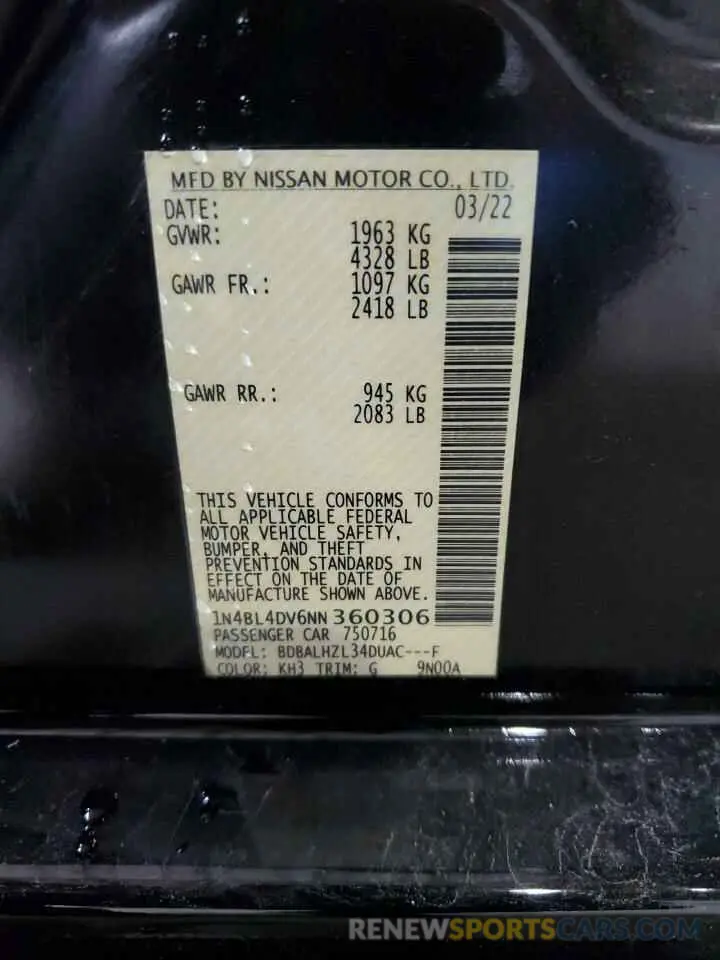 MFD BY NISSAN MOTOR CO., LTD.
DATE: 03/22
GVWR: 1963 KG
4328 LB
GAWR FR.: 1097 KG
2418 LB
GAWR RR.: 945 KG
2083 LB
THIS VEHICLE CONFORMS TO
ALL APPLICABLE FEDERAL
MOTOR VEHICLE SAFETY,
BUMPER, AND THEFT
PREVENTION STANDARDS IN
EFFECT ON THE DATE OF
MANUFACTURE SHOWN ABOVE.
1N4BL4DV6NN 360306
PASSENGER CAR 750716
MODEL: BDBALHZL34DUAC---F
COLOR: KH3 TRIM: G 9N00A
RENEWSPORTSCARS.COM